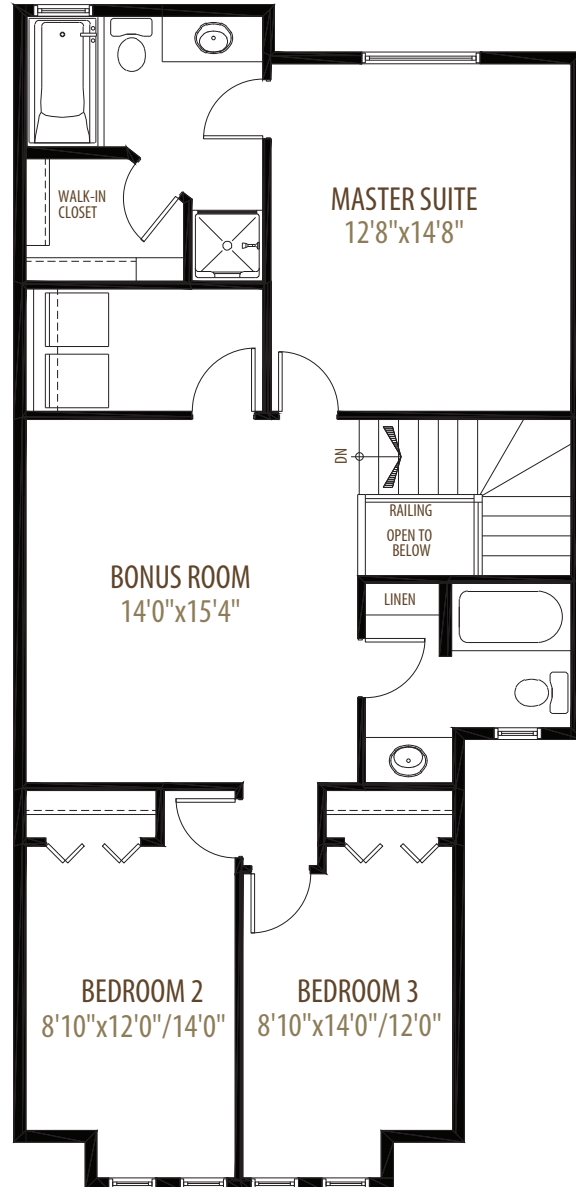 WALK-IN
CLOSET
MASTER SUITE
12'8"x14'8"
DN
RAILING
OPEN TO
BELOW
BONUS ROOM
14'0"x15'4"
LINEN
BEDROOM 2
8'10"x12'0"/14'0"
BEDROOM 3
8'10"x14'0"/12'0"